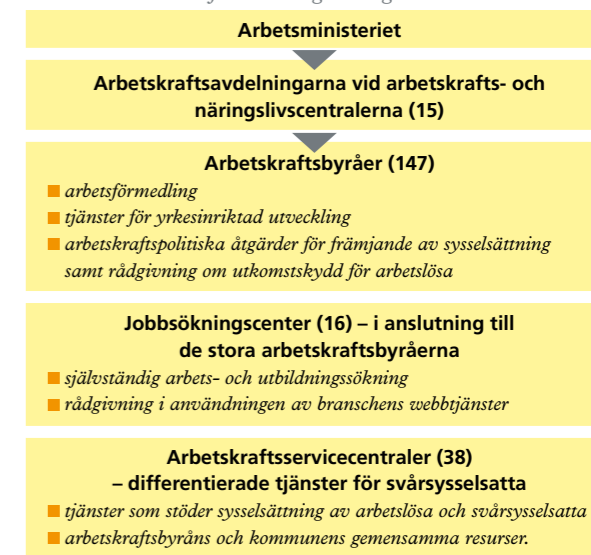 Arbetsministeriet
Arbetskraftsavdelningarna vid arbetskrafts- och
näringslivscentralerna (15)
Arbetskraftsbyråer (147)
arbetsförmedling
tjänster för yrkesinriktad utveckling
arbetskraftspolitiska åtgärder för främjande av sysselsättning
samt rådgivning om utkomstskydd för arbetslösa
Jobbsökningscenter (16) – i anslutning till
de stora arbetskraftsbyråerna
självständig arbets- och utbildningssökning
rådgivning i användningen av branschens webbtjänster
Arbetskraftsservicecentraler (38)
– differentierade tjänster för svårsysselsatta
tjänster som stöder sysselsättning av arbetslösa och svårsysselsatta
arbetskraftsbyråns och kommunens gemensamma resurser.